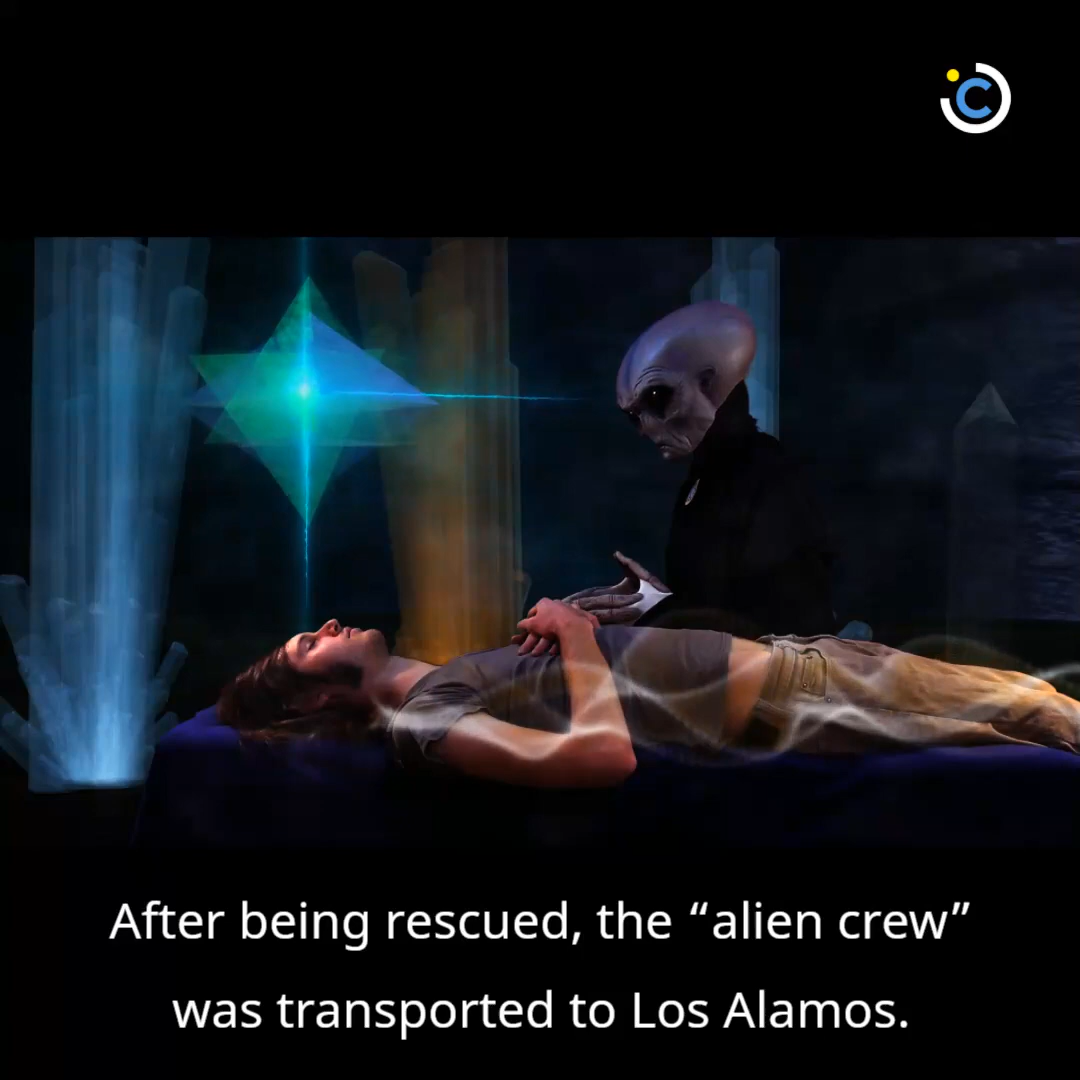 C
After being rescued, the “alien crew”
was transported to Los Alamos.